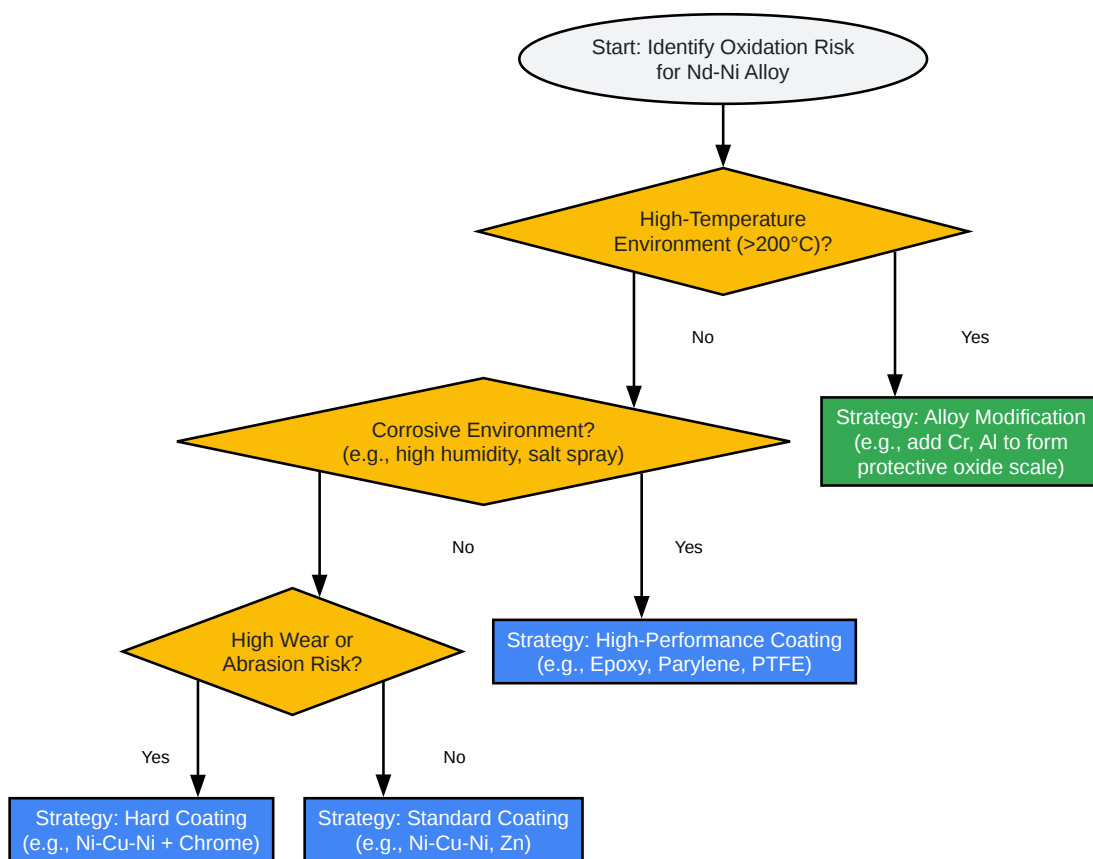 Start: Identify Oxidation Risk
for Nd-Ni Alloy
High-Temperature
Environment (>200°C)?
No
Yes
Strategy: Alloy Modification
(e.g., add Cr, Al to form
protective oxide scale)
Corrosive Environment?
(e.g., high humidity, salt spray)
No
Yes
High Wear or
Abrasion Risk?
Strategy: High-Performance Coating
(e.g., Epoxy, Parylene, PTFE)
Yes
No
Strategy: Hard Coating
(e.g., Ni-Cu-Ni + Chrome)
Strategy: Standard Coating
(e.g., Ni-Cu-Ni, Zn)